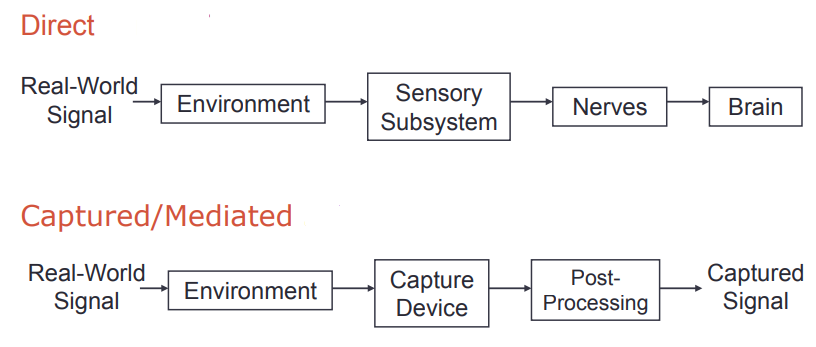 Direct
Real-World
Signal
Environment
Sensory
Subsystem
Nerves
Brain
Captured/Mediated
Real-World
Signal
Environment
Capture
Device
Post-
Processing
Captured
Signal